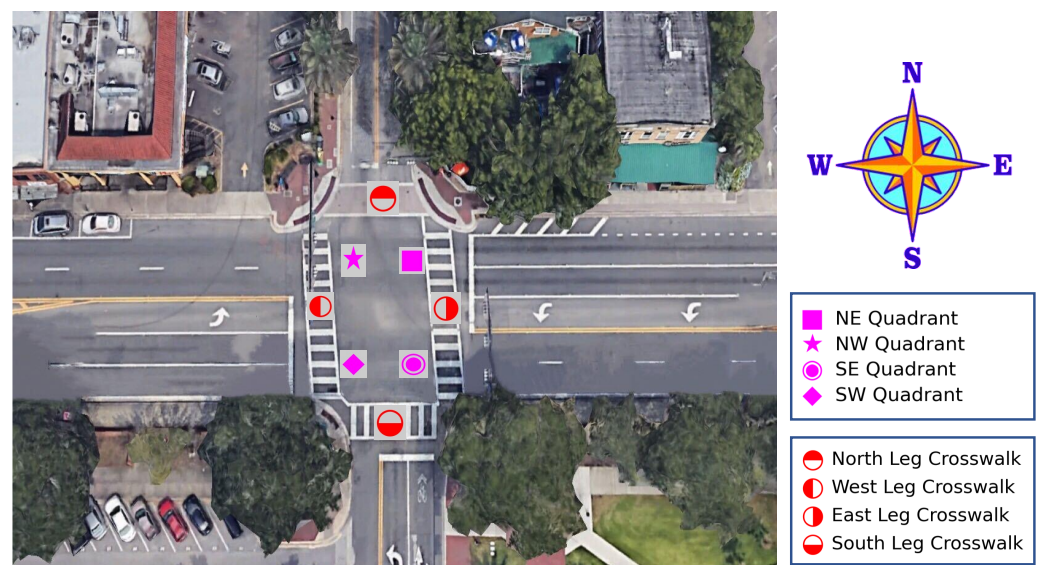 N
W
E
S
NE Quadrant
NW Quadrant
SE Quadrant
SW Quadrant
North Leg Crosswalk
West Leg Crosswalk
East Leg Crosswalk
South Leg Crosswalk